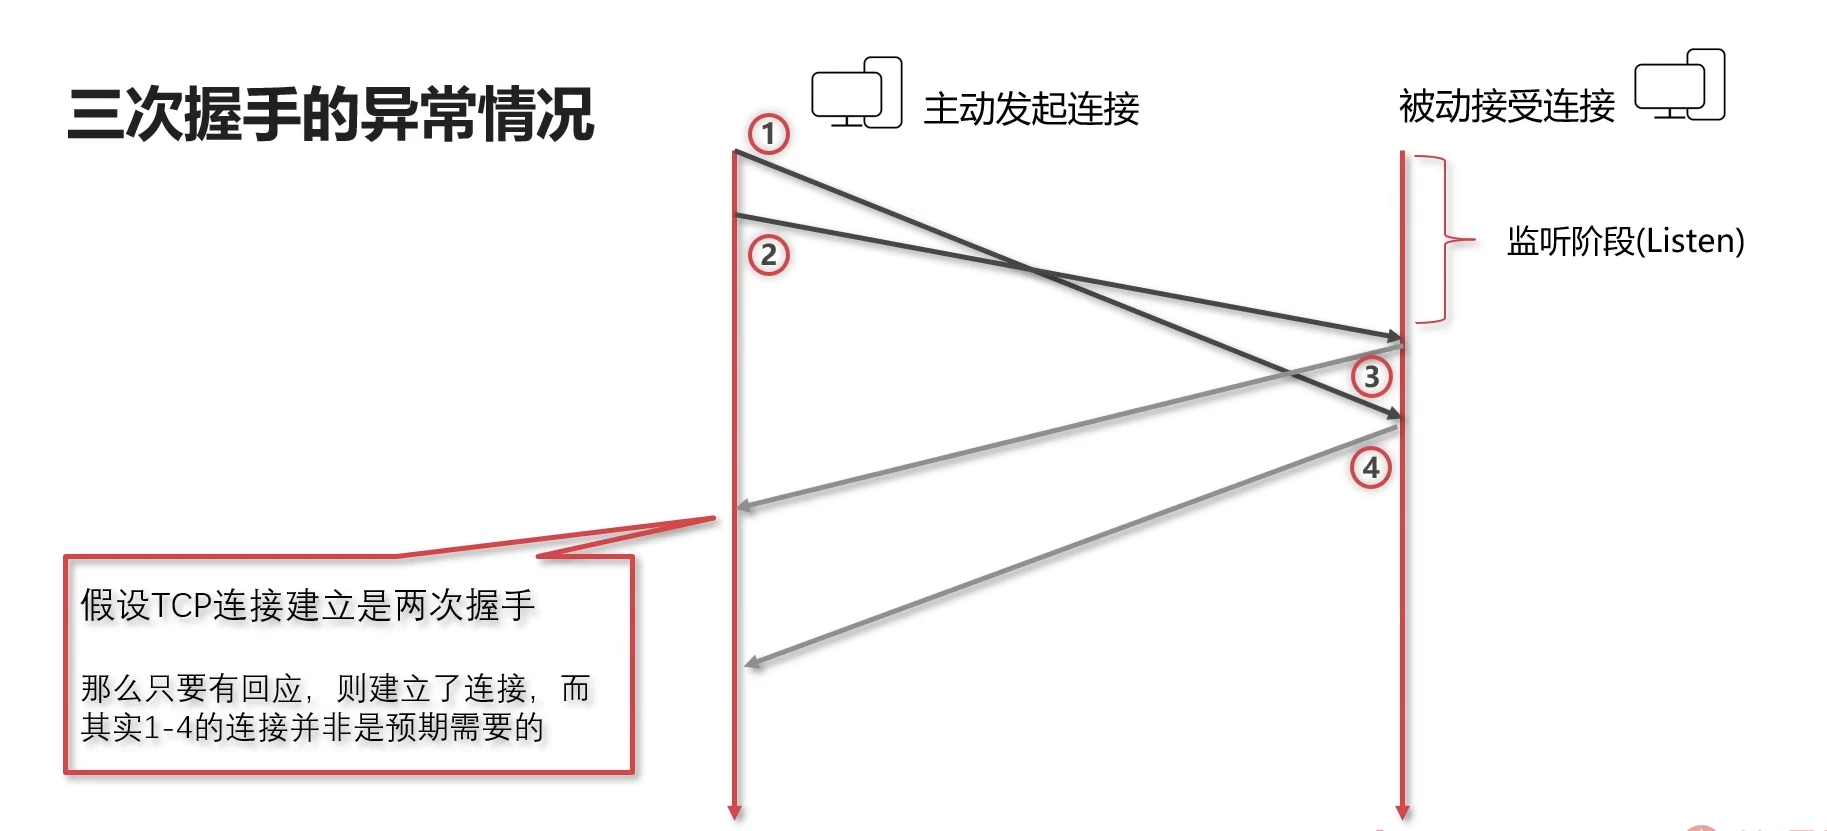 三次握手的异常情况
主动发起连接
被动接受连接
①
②
监听阶段(Listen)
③
④
假设TCP连接建立是两次握手
那么只要有回应，则建立了连接，而
其实1-4的连接并非是预期需要的